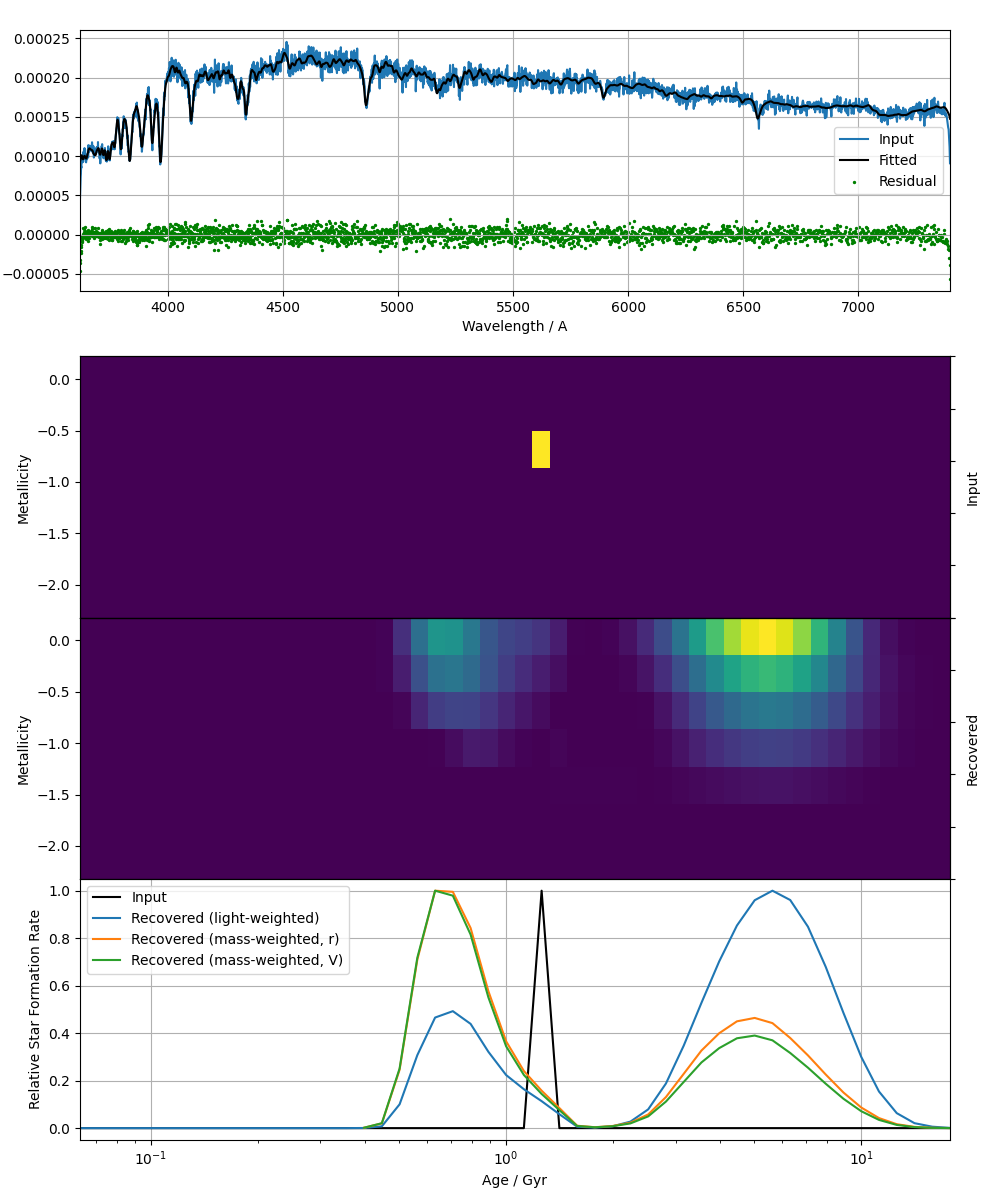 0.00025
0.00020
0.00015
0.00010
0.00005
0.00000
−0.00005
Input
Fitted
Residual
4000 4500 5000 5500 6000 6500 7000
Wavelength / A
0.0
−0.5
−1.0
−1.5
−2.0
Metallicity
Input
0.0
−0.5
−1.0
−1.5
−2.0
Metallicity
Recovered
1.0
0.8
0.6
0.4
0.2
0.0
Relative Star Formation Rate
Input
Recovered (light-weighted)
Recovered (mass-weighted, r)
Recovered (mass-weighted, V)
10⁻¹ 10⁰ 10¹
Age / Gyr